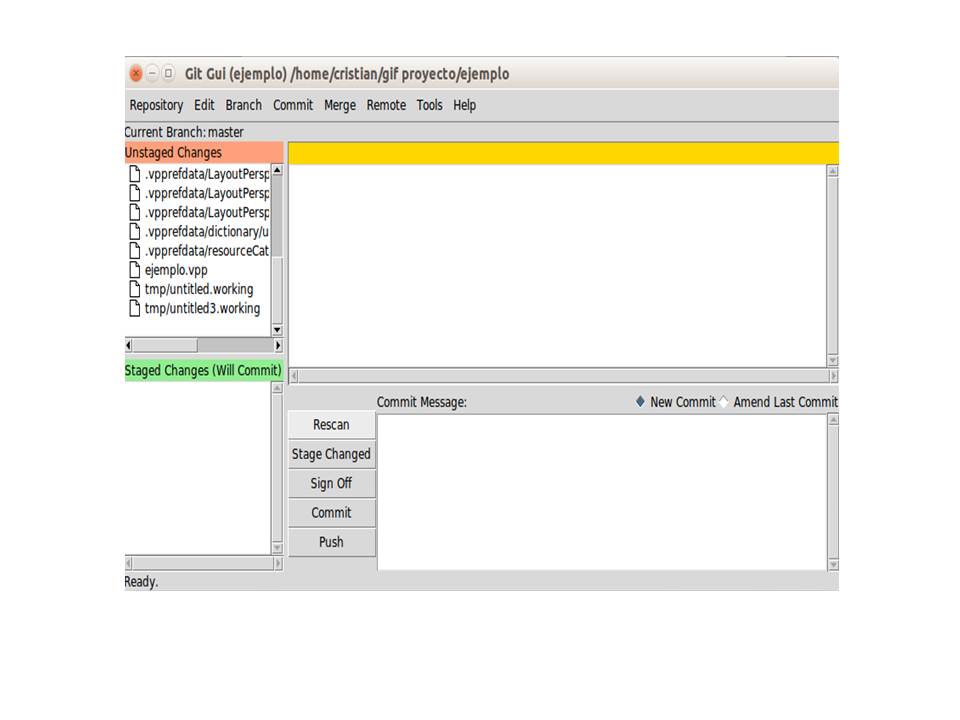 Git Gui (ejemplo) /home/cristian/gif proyecto/ejemplo
Repository Edit Branch Commit Merge Remote Tools Help
Current Branch: master
Unstaged Changes
.vpprefdata/LayoutPersp
.vpprefdata/LayoutPersp
.vpprefdata/LayoutPersp
.vpprefdata/dictionary/u
.vpprefdata/resourceCat
ejemplo.vpp
tmp/untitled.working
tmp/untitled3.working
Staged Changes (Will Commit)
Commit Message: New Commit Amend Last Commit
Rescan
Stage Changed
Sign Off
Commit
Push
Ready.